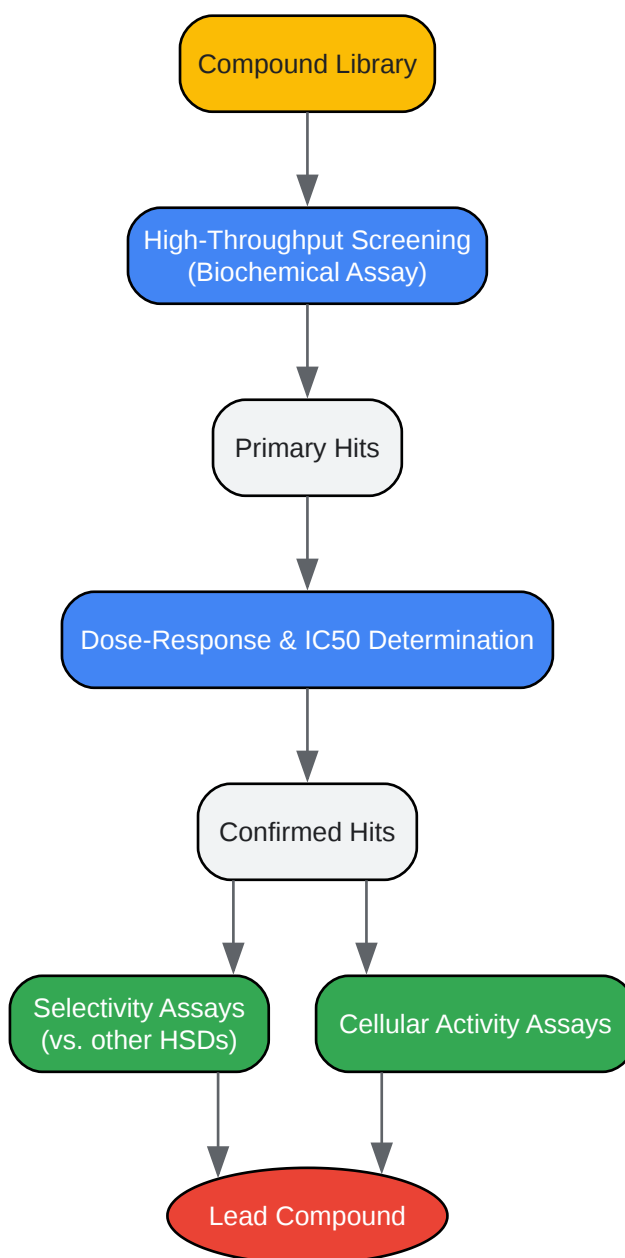 Compound Library
High-Throughput Screening
(Biochemical Assay)
Primary Hits
Dose-Response & IC50 Determination
Confirmed Hits
Selectivity Assays
(vs. other HSDs)
Cellular Activity Assays
Lead Compound